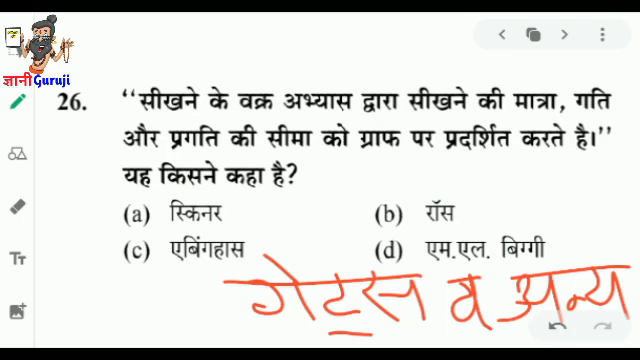 ज्ञानीGuruji
26. ‘‘सीखने के वक्र अभ्यास द्वारा सीखने की मात्रा, गति
और प्रगति की सीमा को ग्राफ पर प्रदर्शित करते है।’’
यह किसने कहा है?
(a) स्किनर (b) रॉस
(c) एबिंगहास (d) एम.एल. बिग्गी
गेट्स व अन्य